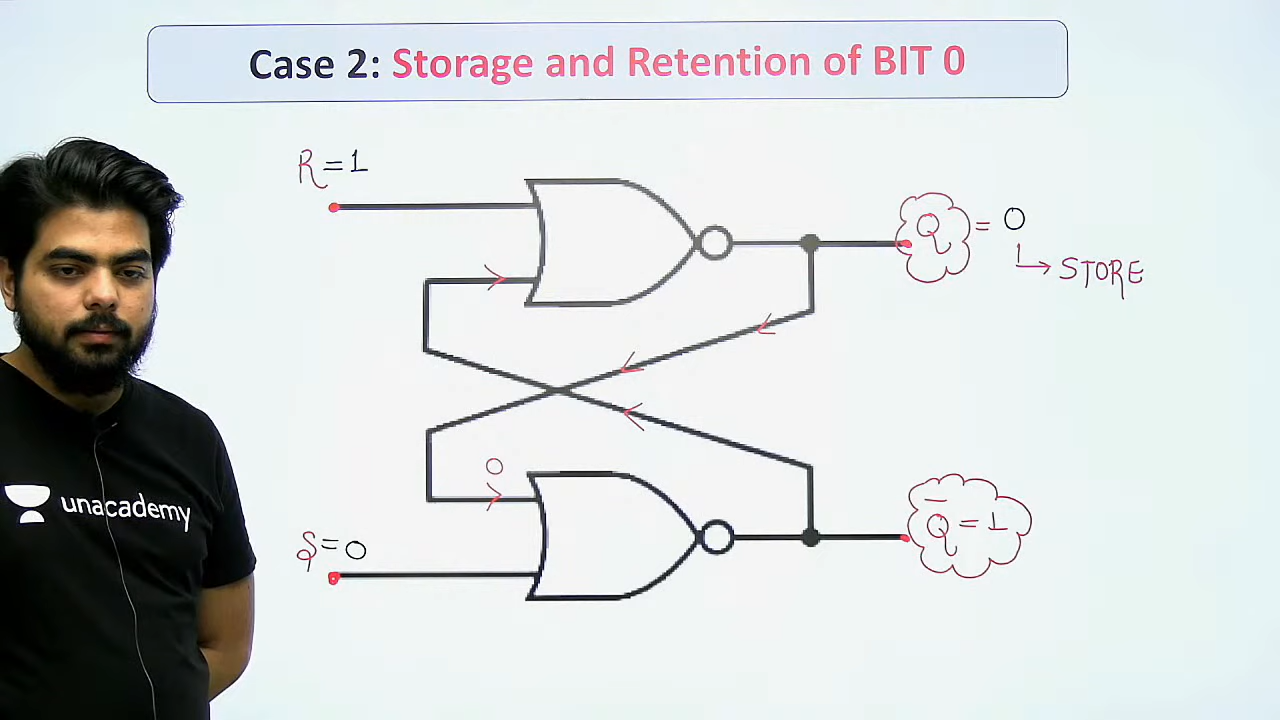 Case 2: Storage and Retention of BIT 0
R = 1
Q = 0
STORE
0
Q̅ = 1
S = 0
unacademy